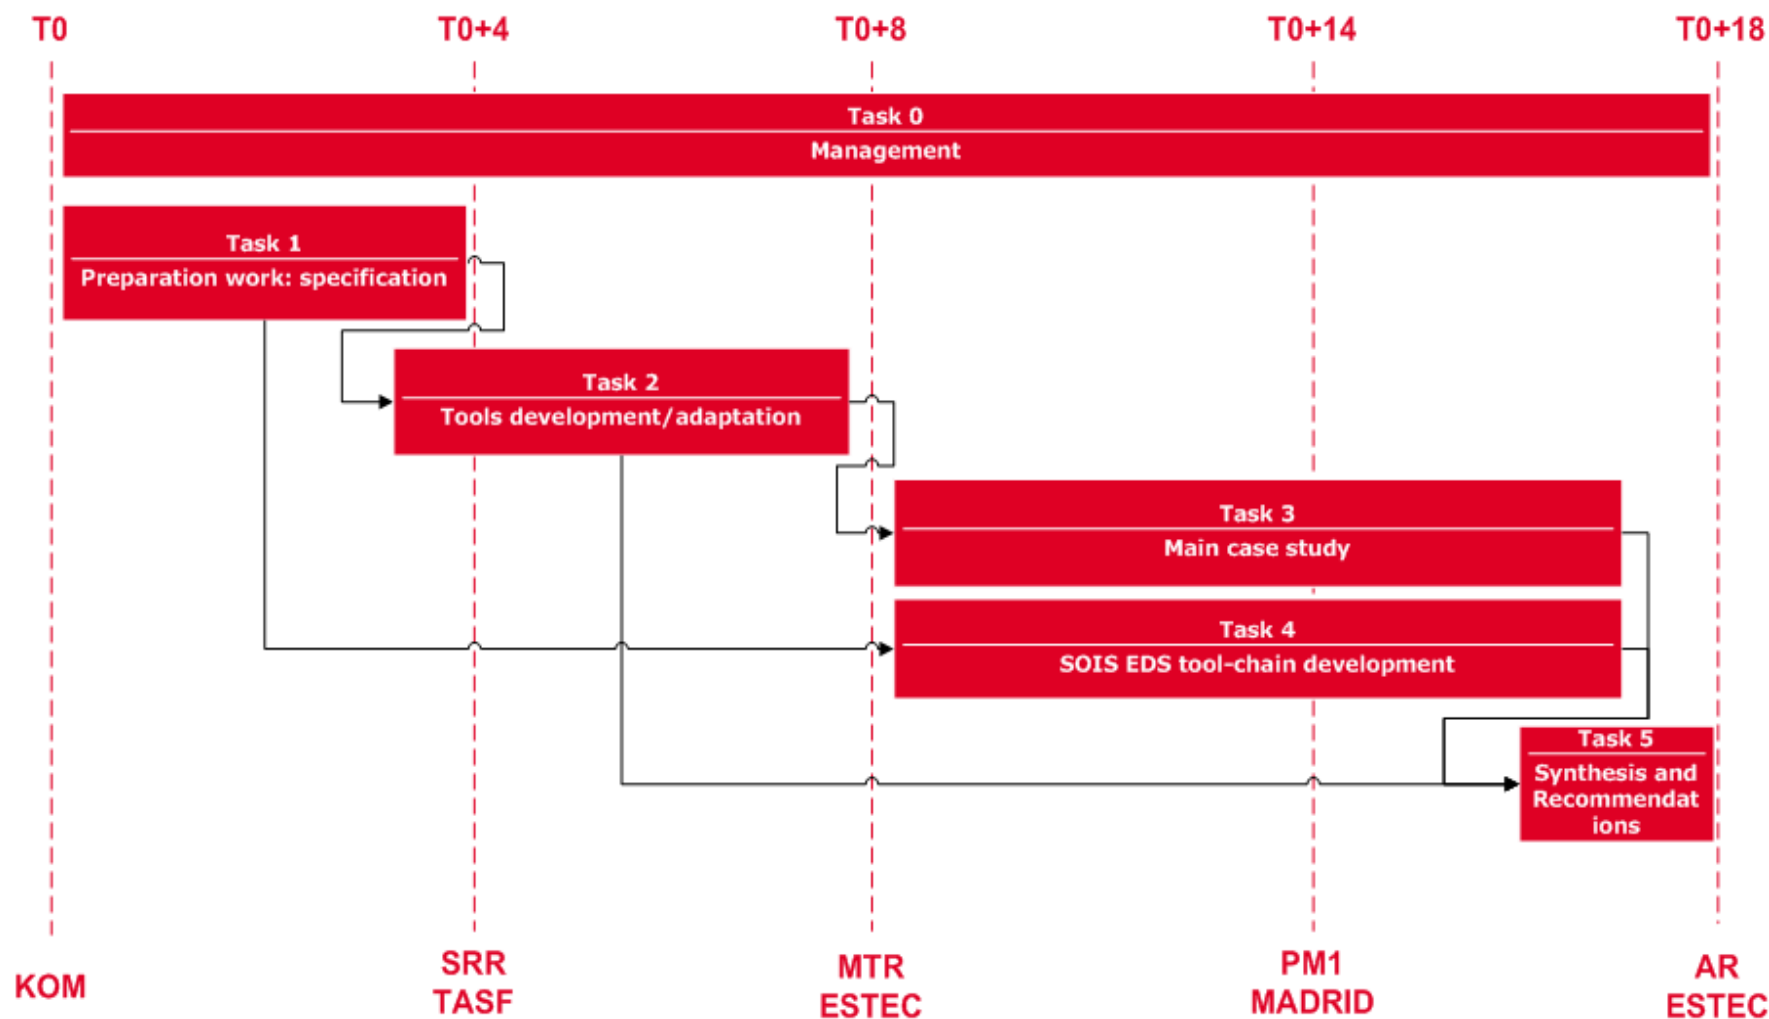 T0
T0+4
T0+8
T0+14
T0+18
Task 0
Management
Task 1
Preparation work: specification
Task 2
Tools development/adaptation
Task 3
Main case study
Task 4
SOIS EDS tool-chain development
Task 5
Synthesis and
Recommendat
ions
KOM
SRR
TASF
MTR
ESTEC
PM1
MADRID
AR
ESTEC